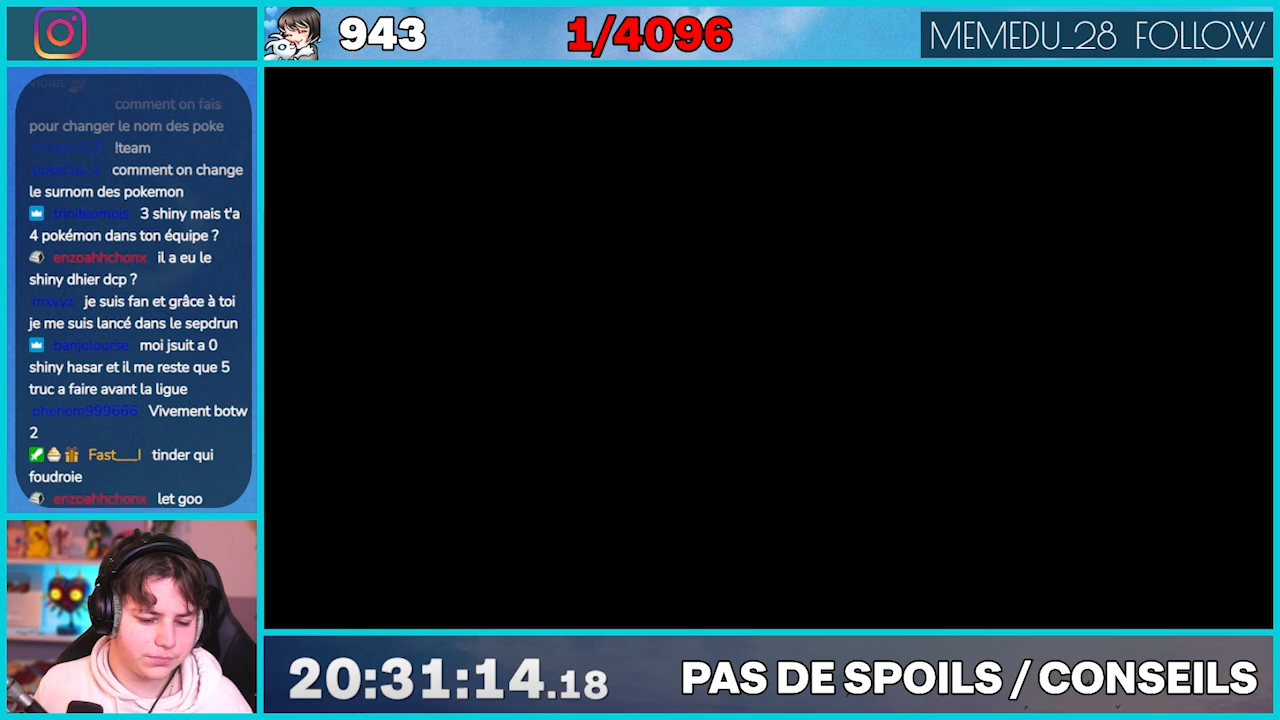 943
1/4096
MEMEDU_28 FOLLOW
comment on fais
pour changer le nom des poke
!team
comment on change
le surnom des pokemon
triniteomois 3 shiny mais t'a
4 pokémon dans ton équipe ?
enzoahhchonx il a eu le
shiny dhier dcp ?
mxvvz je suis fan et grâce à toi
je me suis lancé dans le sepdrun
banjolourse moi jsuit a 0
shiny hasar et il me reste que 5
truc a faire avant la ligue
phenom999666 Vivement botw
2
Fast___I tinder qui
foudroie
enzoahhchonx let goo
20:31:14.18
PAS DE SPOILS / CONSEILS